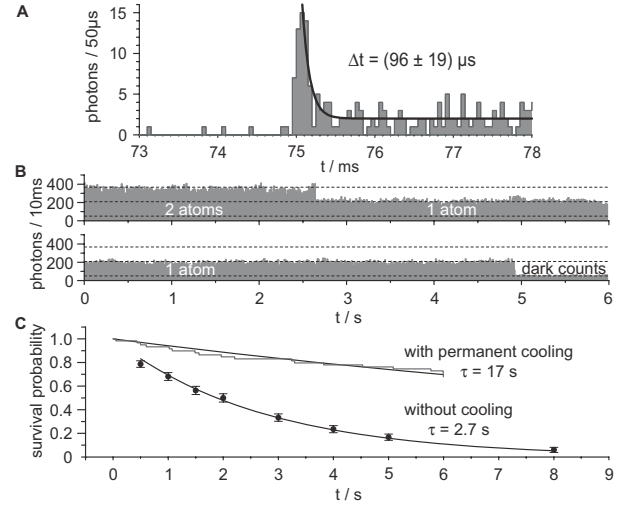 A
photons / 50µs
15
10
5
0
Δt = (96 ± 19) µs
73 74 75 76 77 78
t / ms
B
photons / 10ms
400
200
0
2 atoms 1 atom
400
200
0
1 atom dark counts
0 1 2 3 4 5 6
t / s
C
survival probability
1.0
0.8
0.6
0.4
0.2
0
with permanent cooling
τ = 17 s
without cooling
τ = 2.7 s
0 1 2 3 4 5 6 7 8 9
t / s